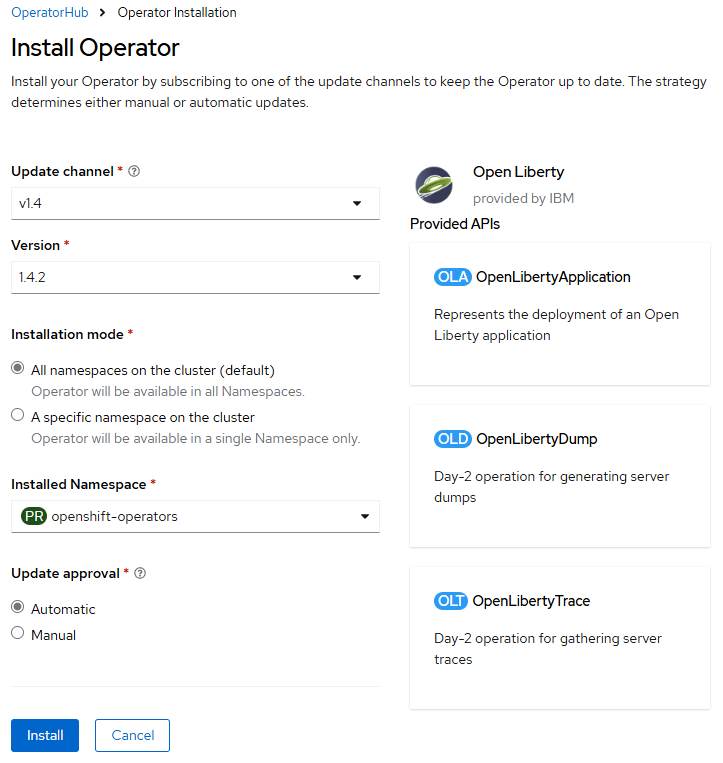 OperatorHub > Operator Installation
Install Operator
Install your Operator by subscribing to one of the update channels to keep the Operator up to date. The strategy
determines either manual or automatic updates.
Update channel * ?
v1.4
Version *
1.4.2
Installation mode *
All namespaces on the cluster (default)
Operator will be available in all Namespaces.
A specific namespace on the cluster
Operator will be available in a single Namespace only.
Installed Namespace *
PR openshift-operators
Update approval * ?
Automatic
Manual
Install Cancel
Open Liberty
provided by IBM
Provided APIs
OLA OpenLibertyApplication
Represents the deployment of an Open
Liberty application
OLD OpenLibertyDump
Day-2 operation for generating server
dumps
OLT OpenLibertyTrace
Day-2 operation for gathering server
traces